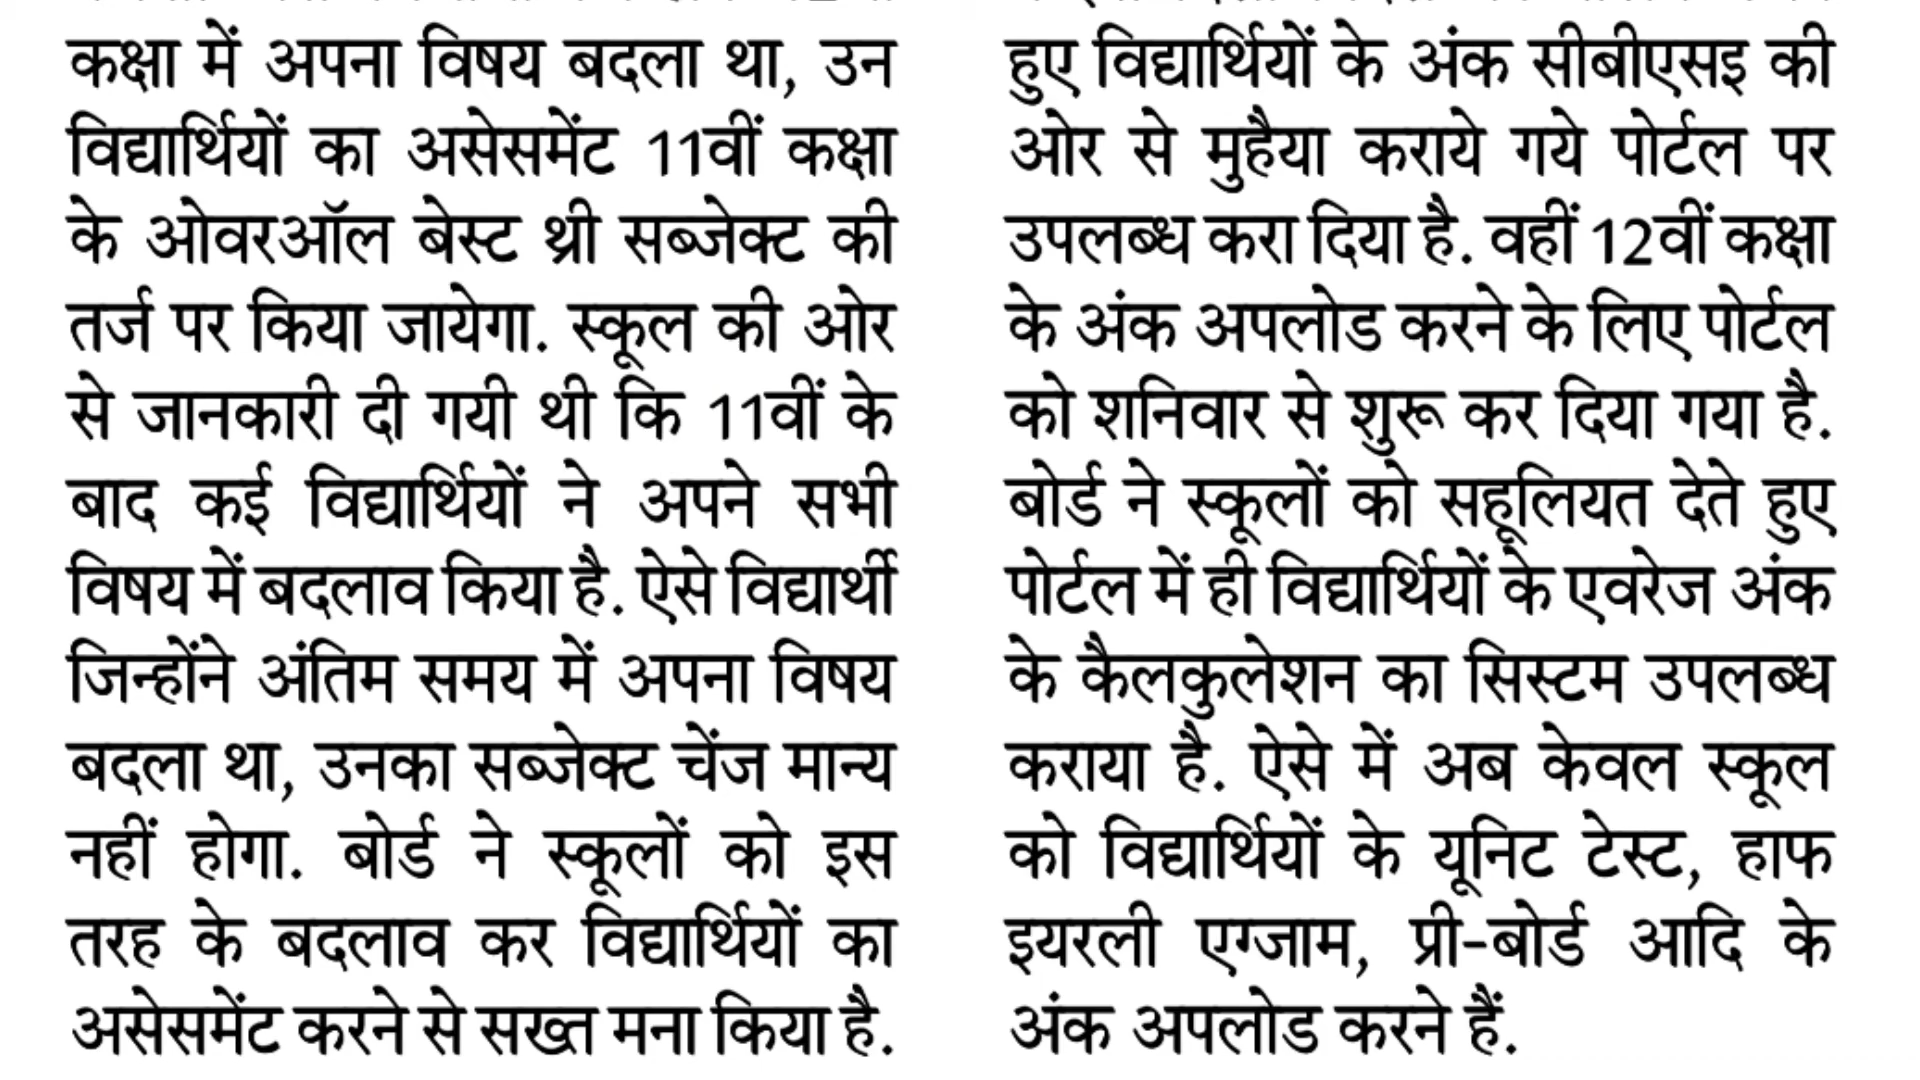 कक्षा में अपना विषय बदला था, उन
विद्यार्थियों का असेसमेंट 11वीं कक्षा
के ओवरऑल बेस्ट थ्री सब्जेक्ट की
तर्ज पर किया जायेगा. स्कूल की ओर
से जानकारी दी गयी थी कि 11वीं के
बाद कई विद्यार्थियों ने अपने सभी
विषय में बदलाव किया है. ऐसे विद्यार्थी
जिन्होंने अंतिम समय में अपना विषय
बदला था, उनका सब्जेक्ट चेंज मान्य
नहीं होगा. बोर्ड ने स्कूलों को इस
तरह के बदलाव कर विद्यार्थियों का
असेसमेंट करने से सख्त मना किया है.
हुए विद्यार्थियों के अंक सीबीएसइ की
ओर से मुहैया कराये गये पोर्टल पर
उपलब्ध करा दिया है. वहीं 12वीं कक्षा
के अंक अपलोड करने के लिए पोर्टल
को शनिवार से शुरू कर दिया गया है.
बोर्ड ने स्कूलों को सहूलियत देते हुए
पोर्टल में ही विद्यार्थियों के एवरेज अंक
के कैलकुलेशन का सिस्टम उपलब्ध
कराया है. ऐसे में अब केवल स्कूल
को विद्यार्थियों के यूनिट टेस्ट, हाफ
इयरली एग्जाम, प्री-बोर्ड आदि के
अंक अपलोड करने हैं.